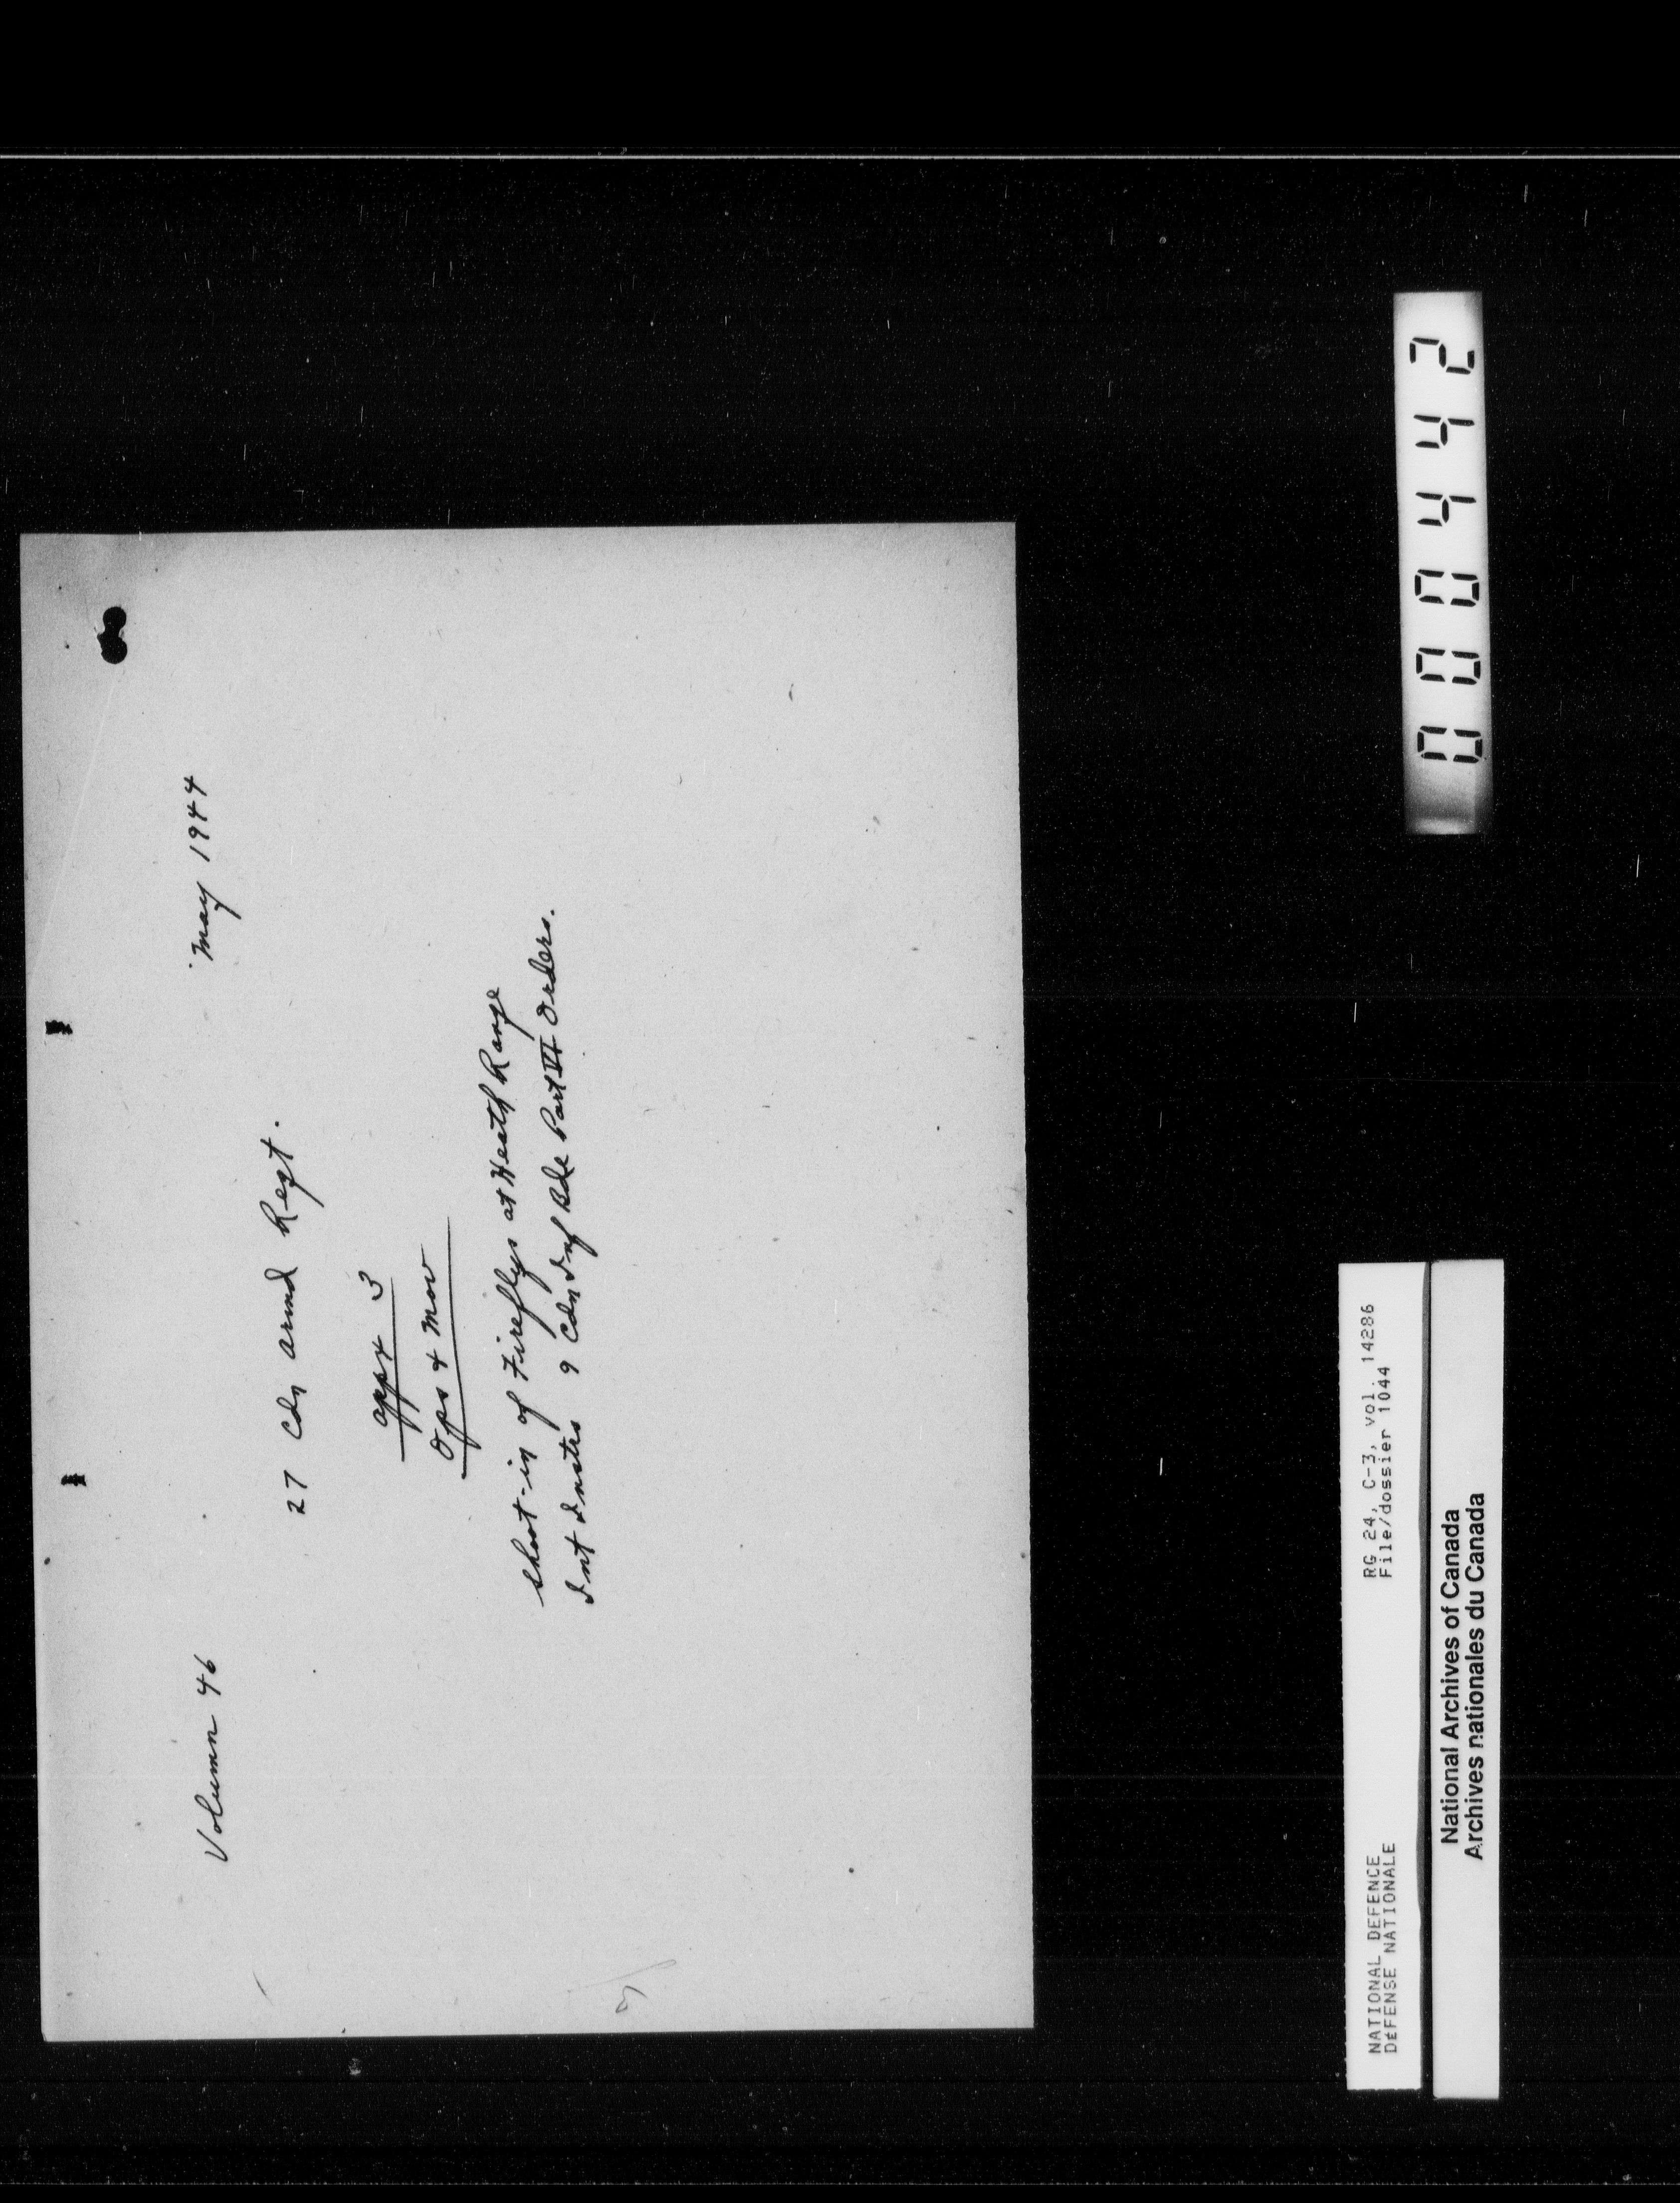 Volumn 46
May 1944
27 Cdn Armd Regt.
Appx 3
Ops & Mov
Shoot-in of Fireflys at Heath Range
Int Instrs 9 Cdn Inf Bde Part II Orders.
000442
NATIONAL DEFENCE
DÉFENSE NATIONALE
RG 24, C-3, vol. 14286
File/dossier 1044
National Archives of Canada
Archives nationales du Canada